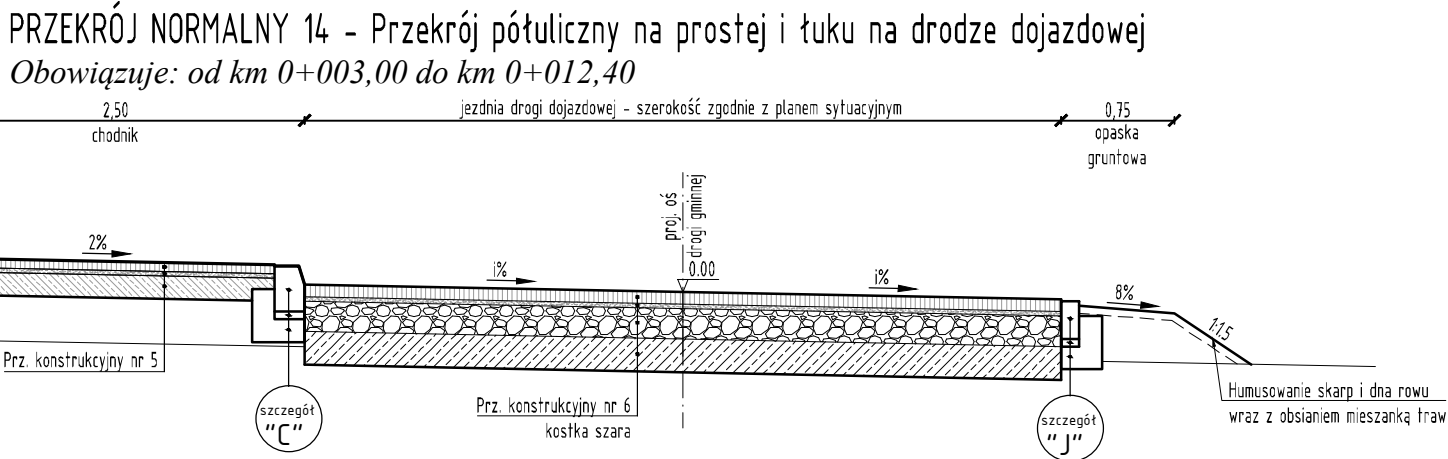 PRZEKRÓJ NORMALNY 14 - Przekrój półuliczny na prostej i łuku na drodze dojazdowej
Obowiązuje: od km 0+003,00 do km 0+012,40
2,50
chodnik
jezdnia drogi dojazdowej - szerokość zgodnie z planem sytuacyjnym
0,75
opaska
gruntowa
proj. oś
drogi gminnej
2%
i%
0.00
i%
8%
1:1.5
Prz. konstrukcyjny nr 5
szczegół
"C"
Prz. konstrukcyjny nr 6
kostka szara
szczegół
"J"
Humusowanie skarp i dna rowu
wraz z obsianiem mieszanką traw